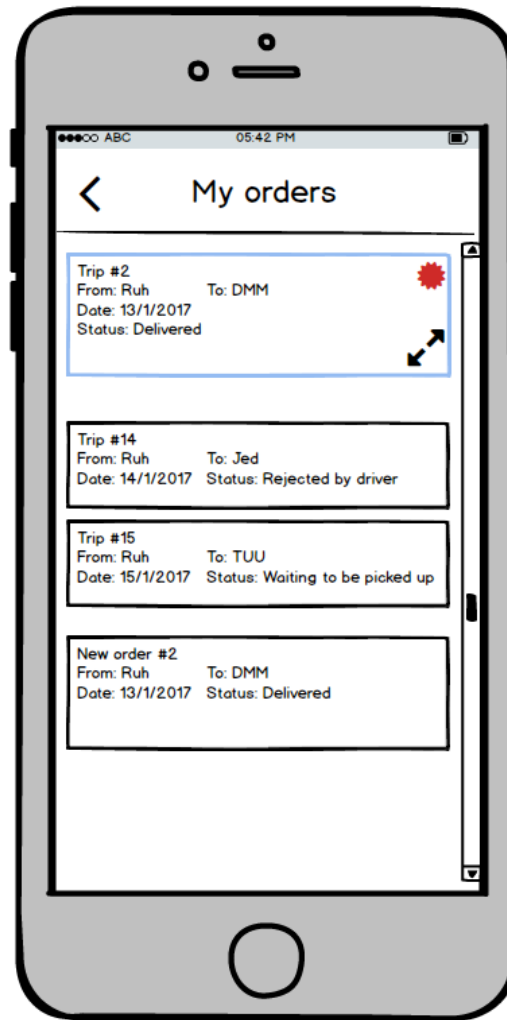 ABC 05:42 PM
My orders
Trip #2
From: Ruh To: DMM
Date: 13/1/2017
Status: Delivered
Trip #14
From: Ruh To: Jed
Date: 14/1/2017 Status: Rejected by driver
Trip #15
From: Ruh To: TUU
Date: 15/1/2017 Status: Waiting to be picked up
New order #2
From: Ruh To: DMM
Date: 13/1/2017 Status: Delivered